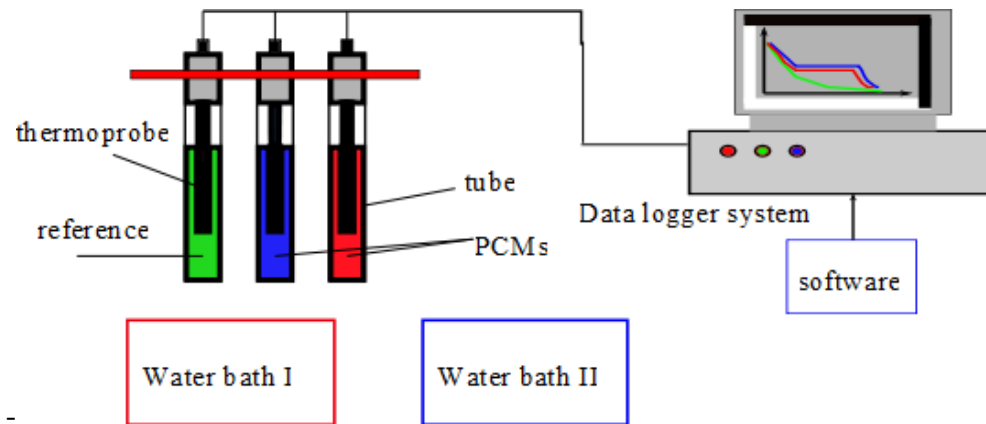 thermoprobe
reference
tube
PCMs
Data logger system
software
Water bath I
Water bath II
-